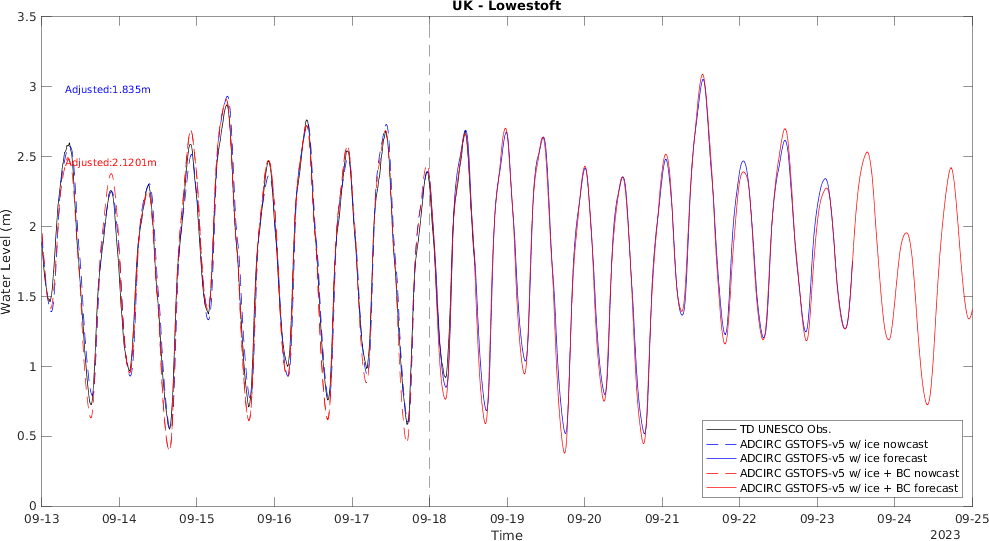 UK - Lowestoft
3.5
3
2.5
2
1.5
1
0.5
0
Water Level (m)
Adjusted:1.835m
Adjusted:2.1201m
TD UNESCO Obs.
ADCIRC GSTOFS-v5 w/ ice nowcast
ADCIRC GSTOFS-v5 w/ ice forecast
ADCIRC GSTOFS-v5 w/ ice + BC nowcast
ADCIRC GSTOFS-v5 w/ ice + BC forecast
09-13 09-14 09-15 09-16 09-17 09-18 09-19 09-20 09-21 09-22 09-23 09-24 09-25
Time
2023